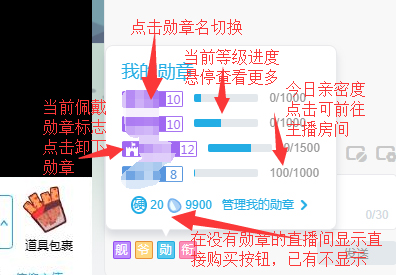 点击勋章名切换
我的勋章
当前等级进度
悬停查看更多
10
0/1000
今日亲密度
点击可前往
主播房间
当前佩戴
勋章标志
点击卸下
勋章
10
0/1000
12
/1500
8
100/1000
硬 20 9900 管理我的勋章
道具包裹
舰 爷 勋 衔
0/30
在没有勋章的直播间显示直
接购买按钮，已有不显示
发送